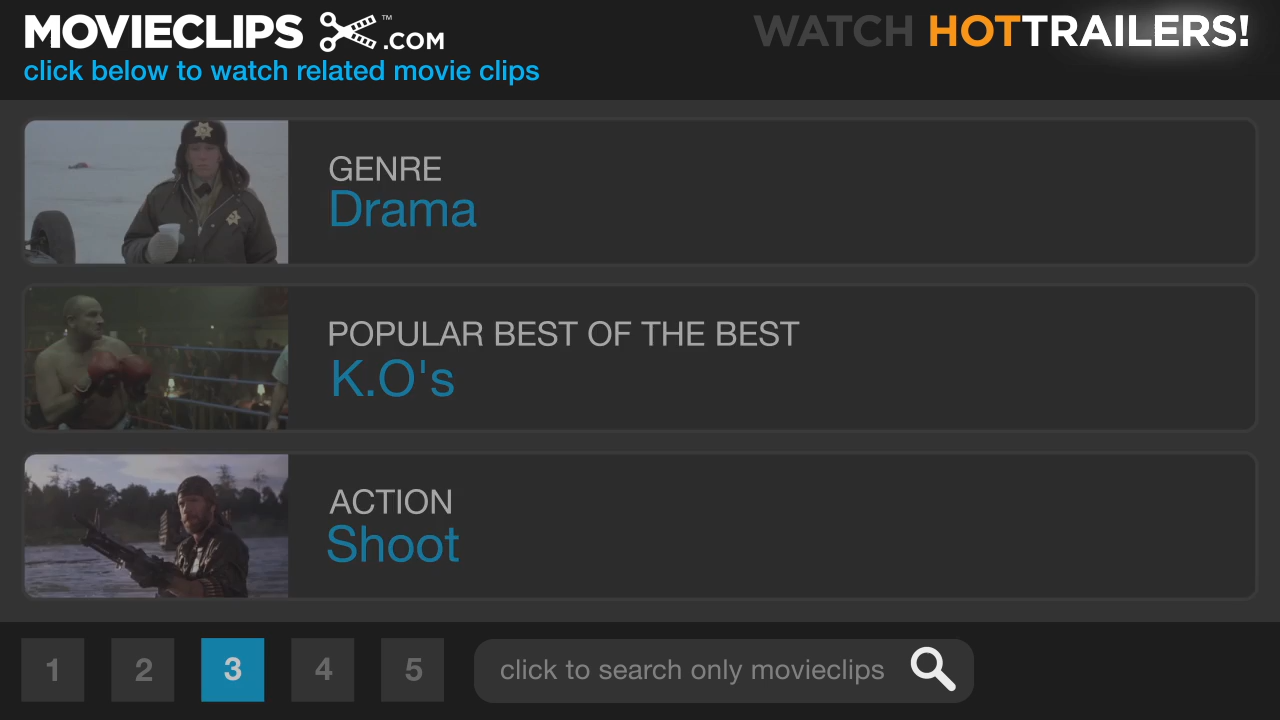 MOVIECLIPS ™ .COM
WATCH HOTTRAILERS!
click below to watch related movie clips
GENRE
Drama
POPULAR BEST OF THE BEST
K.O's
ACTION
Shoot
1 2 3 4 5
click to search only movieclips